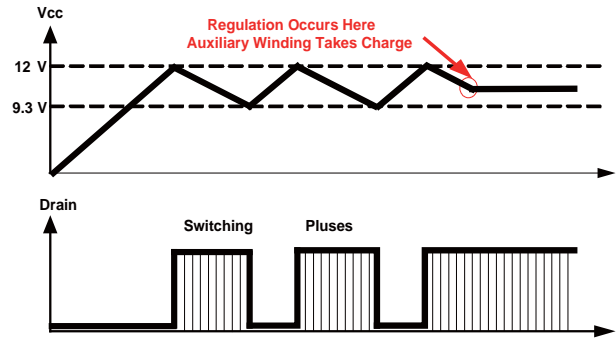 Vcc
Regulation Occurs Here
Auxiliary Winding Takes Charge
12 V
9.3 V
Drain
Switching Pluses